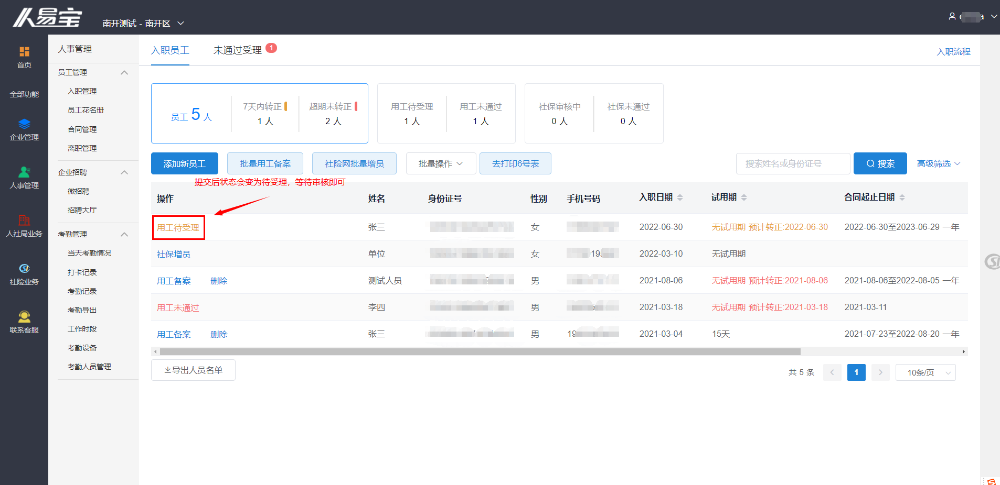 人易宝
南开测试 - 南开区
a
首页
全部功能
企业管理
人事管理
人社局业务
社险业务
联系客服
人事管理
员工管理
入职管理
员工花名册
合同管理
离职管理
企业招聘
微招聘
招聘大厅
考勤管理
当天考勤情况
打卡记录
考勤记录
考勤导出
工作时段
考勤设备
考勤人员管理
入职员工 未通过受理 1 入职流程
员工 5 人
7天内转正 超期未转正 用工待受理 用工未通过 社保审核中 社保未通过
1 人 2 人 1 人 1 人 0 人 0 人
添加新员工 批量用工备案 社险网批量增员 批量操作 去打印6号表 搜索姓名或身份证号 搜索 高级筛选
提交后状态会变为待受理，等待审核即可
操作 姓名 身份证号 性别 手机号码 入职日期 试用期 合同起止日期
用工待受理 张三 女 2022-06-30 无试用期 预计转正:2022-06-30 2022-06-30至2023-06-29 一年
社保增员 单位 女 19 2022-03-10 无试用期
用工备案 删除 测试人员 男 2021-08-06 无试用期 预计转正:2021-08-06 2021-08-06至2022-08-05 一年
用工未通过 李四 男 2021-03-18 无试用期 预计转正:2021-03-18 2021-03-11
用工备案 删除 张三 男 19 2021-03-04 15天 2021-07-23至2022-08-20 一年
导出人员名单 共 5 条 1 10条/页